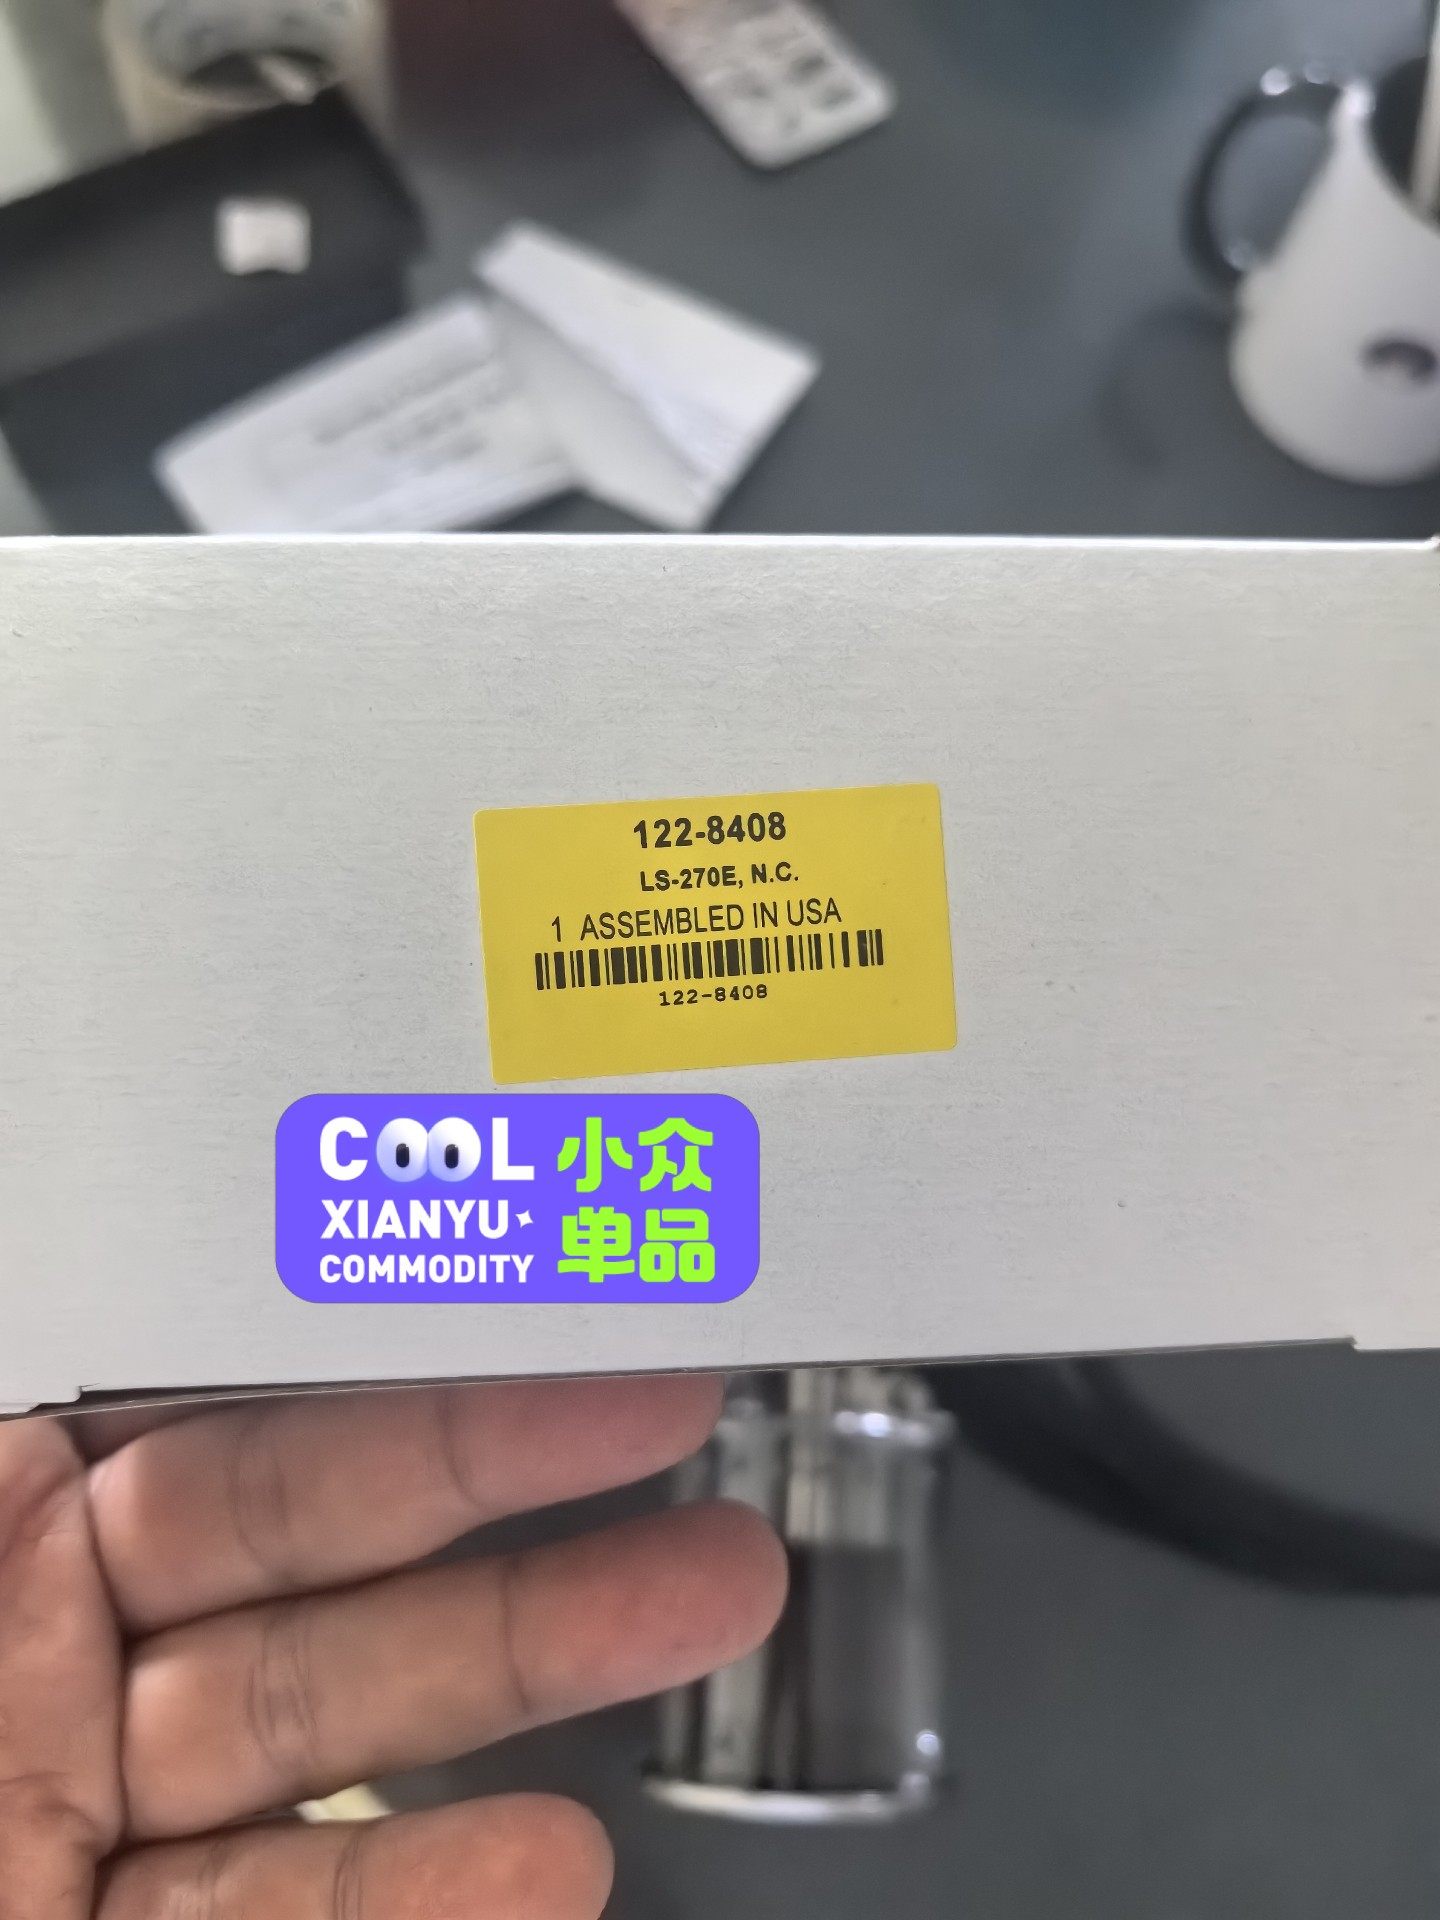 122-8408
LS-270E, N.C.
1 ASSEMBLED IN USA
122-8408
COOL 小众
XIANYU 单品
COMMODITY